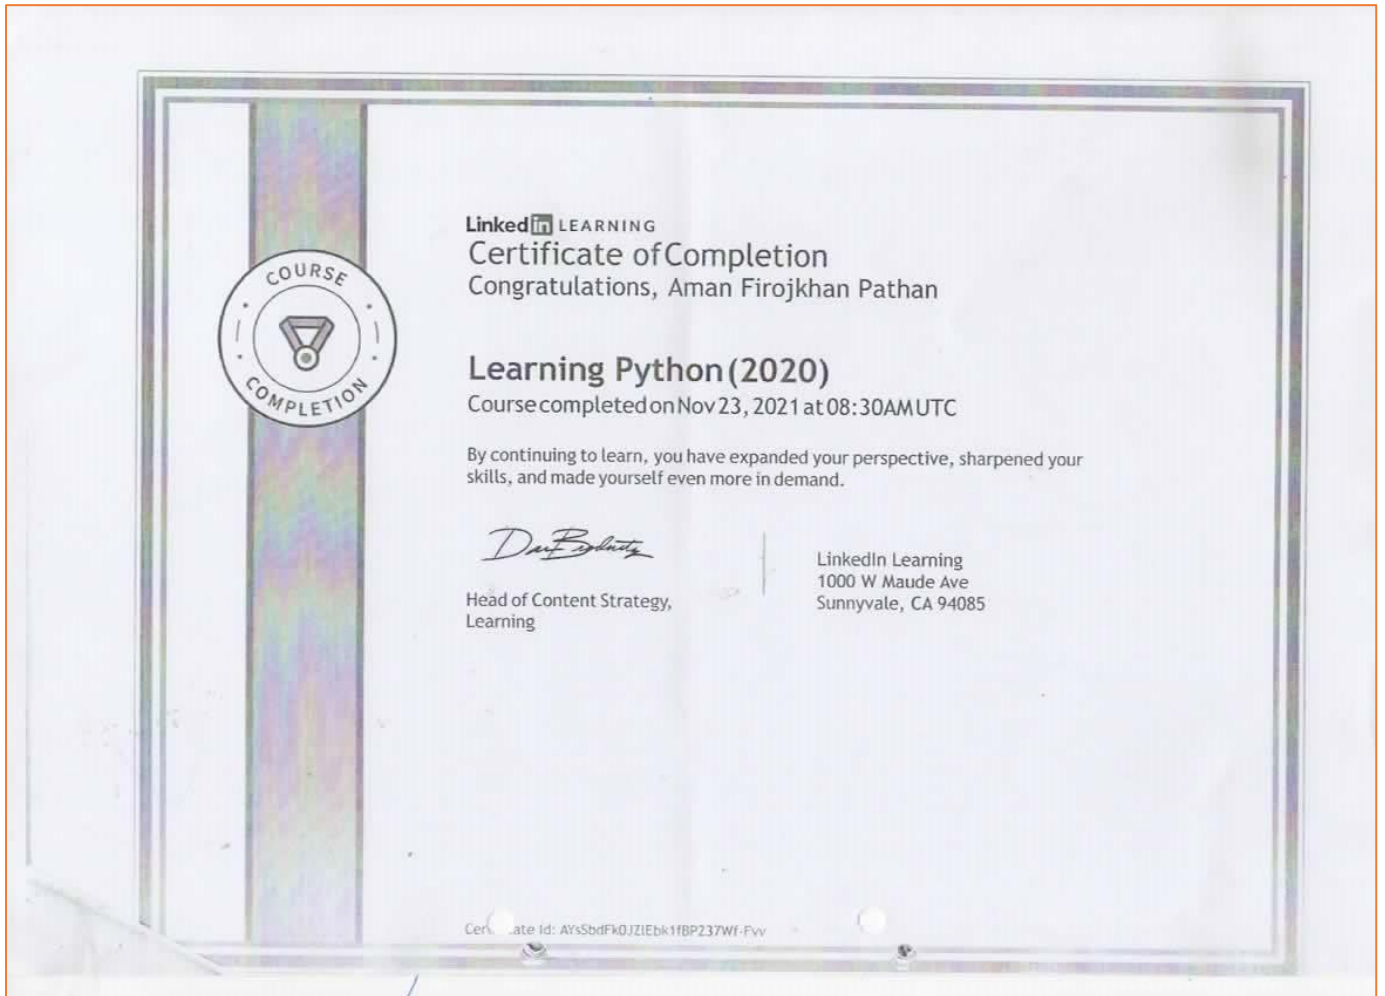 LinkedIn LEARNING
Certificate of Completion
Congratulations, Aman Firojkhan Pathan
COURSE
COMPLETION
Learning Python (2020)
Course completed on Nov 23, 2021 at 08:30AM UTC
By continuing to learn, you have expanded your perspective, sharpened your
skills, and made yourself even more in demand.
Head of Content Strategy,
Learning
LinkedIn Learning
1000 W Maude Ave
Sunnyvale, CA 94085
Id: